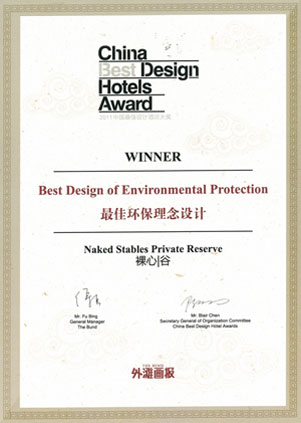 China
Best Design
Hotels
Award
2011中国最佳设计酒店大奖
WINNER
Best Design of Environmental Protection
最佳环保理念设计
Naked Stables Private Reserve
裸心|谷
Mr. Fu Bing
General Manager
The Bund
Mr. Blair Chen
Secretary General of Organization Committee
China Best Design Hotel Awards
THE BUND
外滩画报